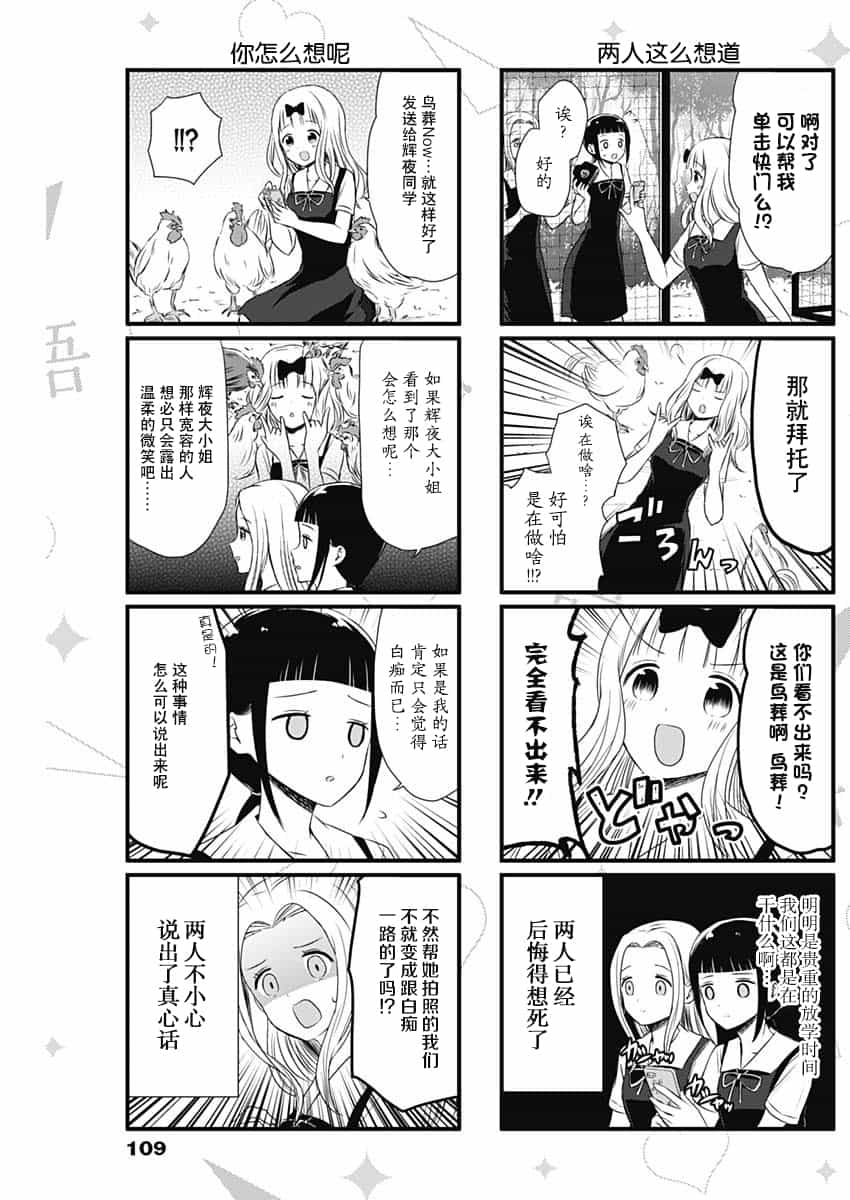 两人这么想道
啊对了
可以帮我
单击快门么!?
诶?
好的
那就拜托了
诶在做啥…?
好可怕
是在做啥!!?
ころんっ
你们看不出来吗?
这是鸟葬啊 鸟葬!
完全看不出来!!
どやっ
明明是贵重的放学时间
我们这都是在
干什么啊…
两人已经
后悔得想死了
你怎么想呢
鸟葬Now…就这样好了
发送给辉夜同学
!!?
如果辉夜大小姐
看到了那个
会怎么想呢…
辉夜大小姐
那样宽容的人
想必只会露出
温柔的微笑吧……
如果是我的话
肯定只会觉得
白痴而已…
真是的!
这种事情
怎么可以说出来呢
不然帮她拍照的我们
不就变成跟白痴
一路的了吗!?
两人不小心
说出了真心话
109